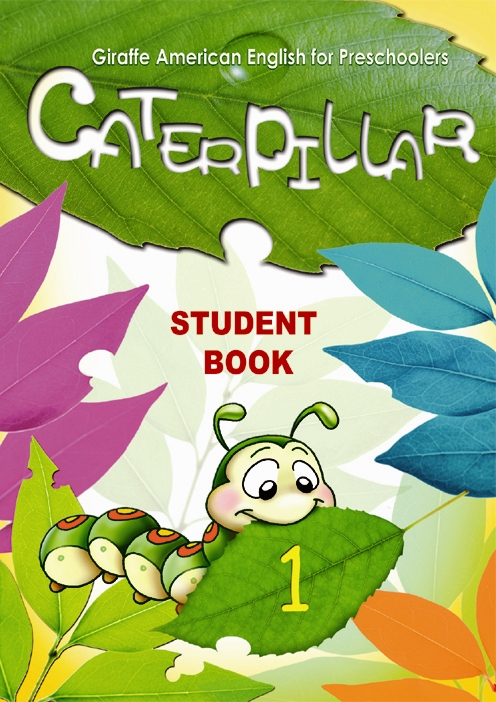 Giraffe American English for Preschoolers
CATERPILLAR
STUDENT
BOOK
1